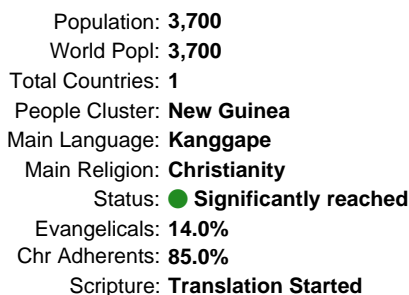 Population: 3,700
World Popl: 3,700
Total Countries: 1
People Cluster: New Guinea
Main Language: Kanggape
Main Religion: Christianity
Status: Significantly reached
Evangelicals: 14.0%
Chr Adherents: 85.0%
Scripture: Translation Started